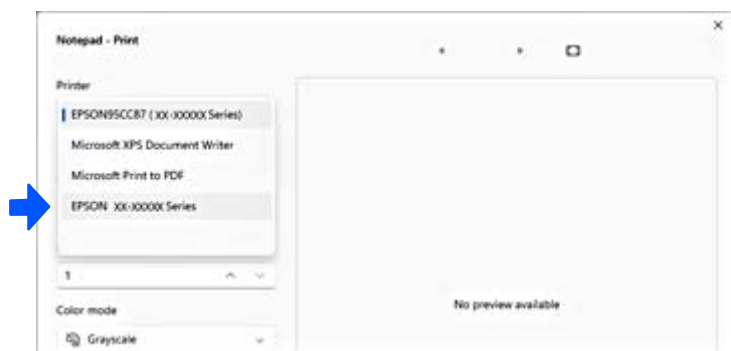 Notepad - Print
Printer
EPSON95CC87 (XX-XXXXX Series)
Microsoft XPS Document Writer
Microsoft Print to PDF
EPSON XX-XXXXX Series
1
Color mode
Grayscale
No preview available